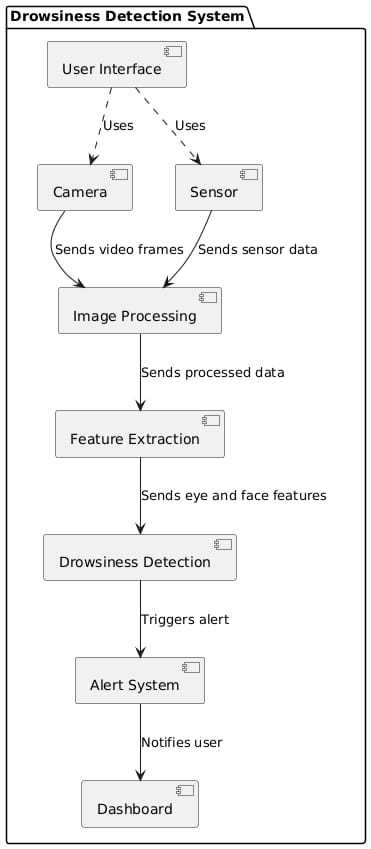 Drowsiness Detection System
User Interface
Uses
Uses
Camera
Sensor
Sends video frames
Sends sensor data
Image Processing
Sends processed data
Feature Extraction
Sends eye and face features
Drowsiness Detection
Triggers alert
Alert System
Notifies user
Dashboard